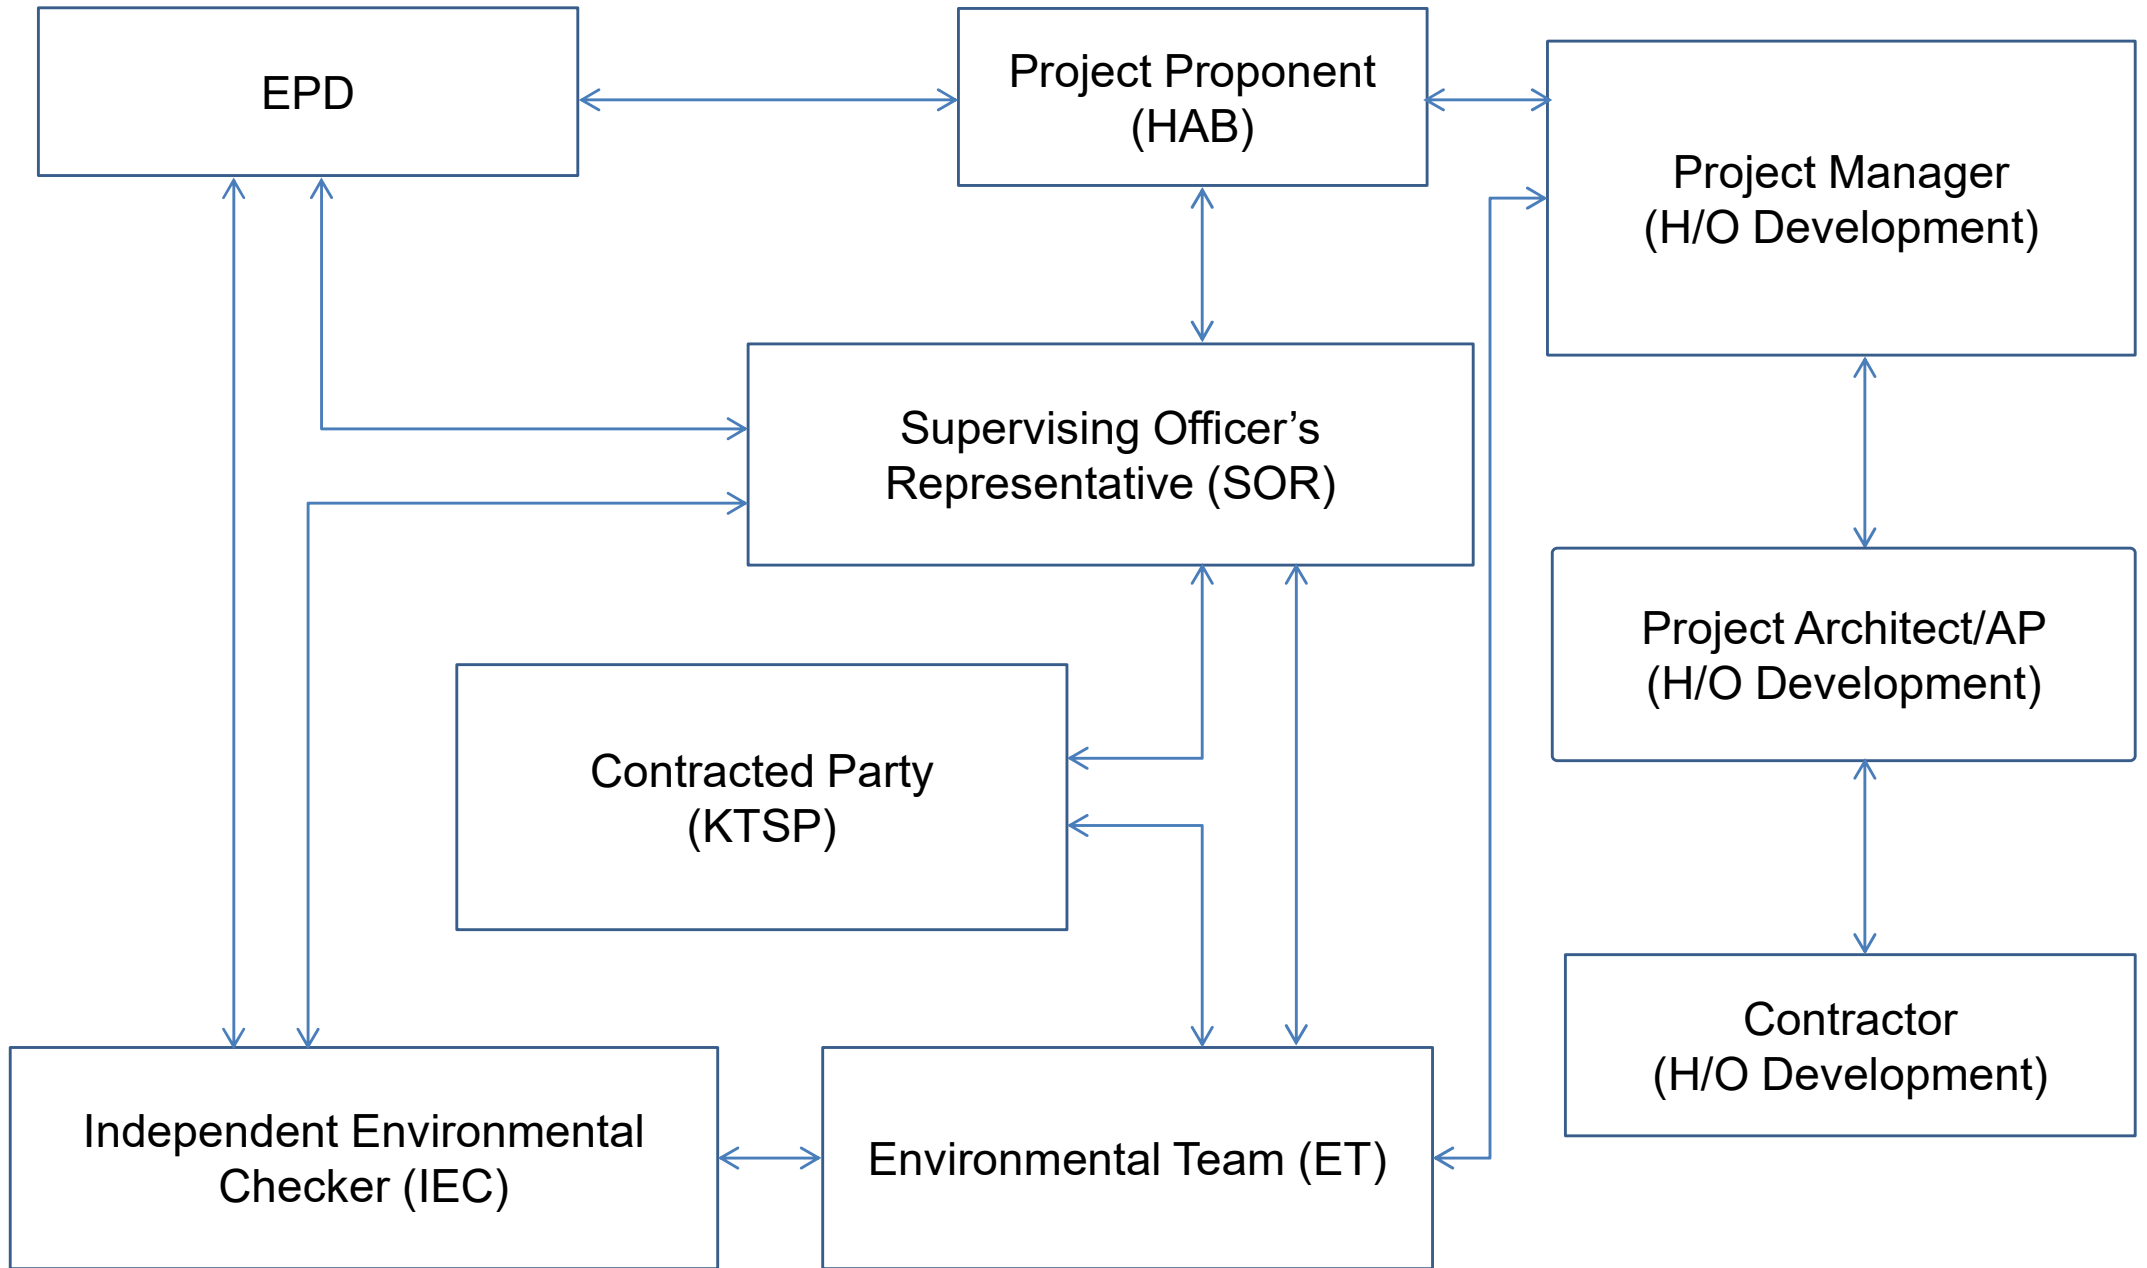 EPD
Project Proponent
(HAB)
Project Manager
(H/O Development)
Supervising Officer’s
Representative (SOR)
Project Architect/AP
(H/O Development)
Contracted Party
(KTSP)
Contractor
(H/O Development)
Independent Environmental
Checker (IEC)
Environmental Team (ET)